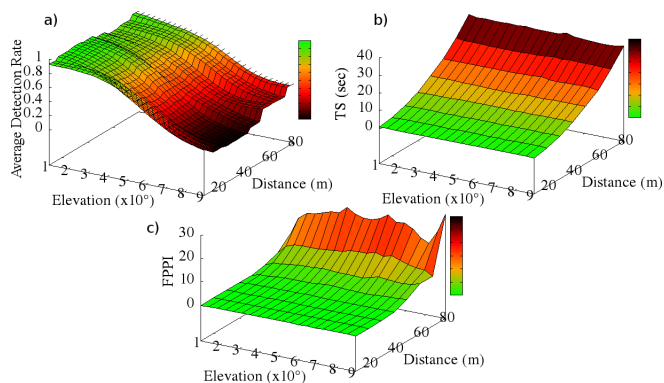 a)
Average Detection Rate
1
0.8
0.6
0.4
0.2
0
1 2 3 4 5 6 7 8 9
Elevation (x10°)
20 40 60 80
Distance (m)
b)
TS (sec)
40
30
20
10
0
1 2 3 4 5 6 7 8 9
Elevation (x10°)
20 40 60 80
Distance (m)
c)
FPPI
30
20
10
0
1 2 3 4 5 6 7 8 9
Elevation (x10°)
20 40 60 80
Distance (m)